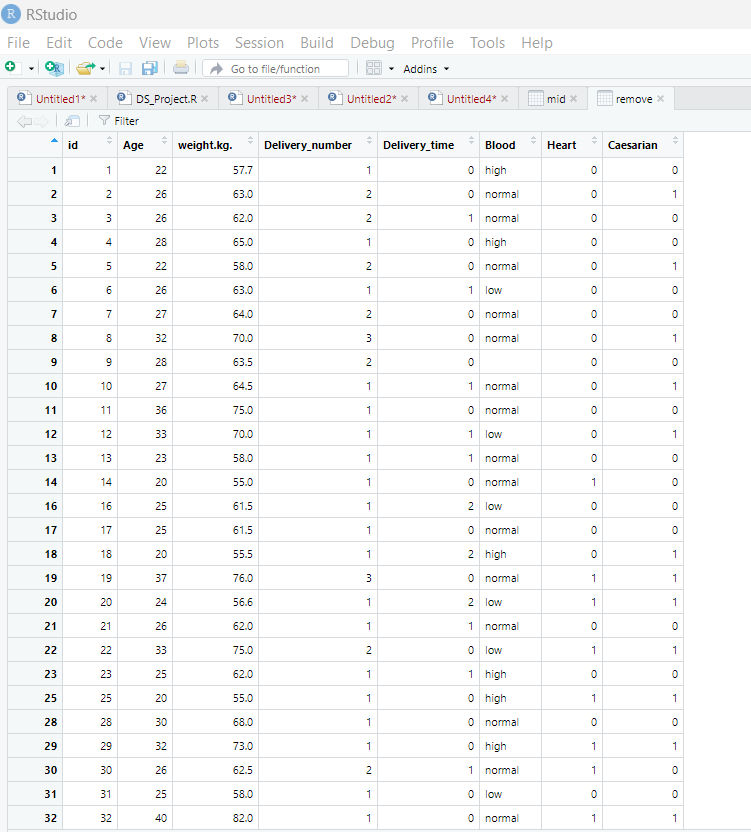 RStudio
File Edit Code View Plots Session Build Debug Profile Tools Help
Go to file/function Addins
Untitled1* DS_Project.R Untitled3* Untitled2* Untitled4* mid remove
Filter
id Age weight.kg. Delivery_number Delivery_time Blood Heart Caesarian
1 1 22 57.7 1 0 high 0 0
2 2 26 63.0 2 0 normal 0 1
3 3 26 62.0 2 1 normal 0 0
4 4 28 65.0 1 0 high 0 0
5 5 22 58.0 2 0 normal 0 1
6 6 26 63.0 1 1 low 0 0
7 7 27 64.0 2 0 normal 0 0
8 8 32 70.0 3 0 normal 0 1
9 9 28 63.5 2 0 0 0
10 10 27 64.5 1 1 normal 0 1
11 11 36 75.0 1 0 normal 0 0
12 12 33 70.0 1 1 low 0 1
13 13 23 58.0 1 1 normal 0 0
14 14 20 55.0 1 0 normal 1 0
16 16 25 61.5 1 2 low 0 0
17 17 25 61.5 1 0 normal 0 0
18 18 20 55.5 1 2 high 0 1
19 19 37 76.0 3 0 normal 1 1
20 20 24 56.6 1 2 low 1 1
21 21 26 62.0 1 1 normal 0 0
22 22 33 75.0 2 0 low 1 1
23 23 25 62.0 1 1 high 0 0
25 25 20 55.0 1 0 high 1 1
28 28 30 68.0 1 0 normal 0 0
29 29 32 73.0 1 0 high 1 1
30 30 26 62.5 2 1 normal 1 0
31 31 25 58.0 1 0 low 0 0
32 32 40 82.0 1 0 normal 1 1